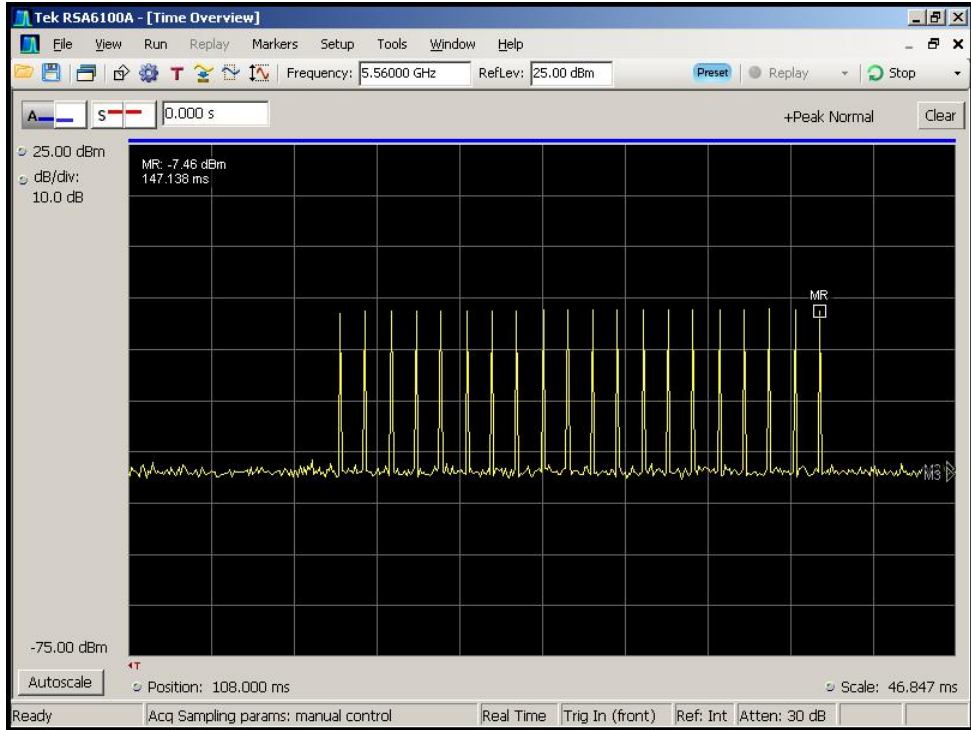 Tek RSA6100A - [Time Overview]
File View Run Replay Markers Setup Tools Window Help
T Frequency: 5.56000 GHz RefLev: 25.00 dBm Preset Replay Stop
A S 0.000 s +Peak Normal Clear
25.00 dBm
dB/div:
10.0 dB
MR: -7.46 dBm
147.138 ms
MR
M3
-75.00 dBm
T
Autoscale Position: 108.000 ms Scale: 46.847 ms
Ready Acq Sampling params: manual control Real Time Trig In (front) Ref: Int Atten: 30 dB